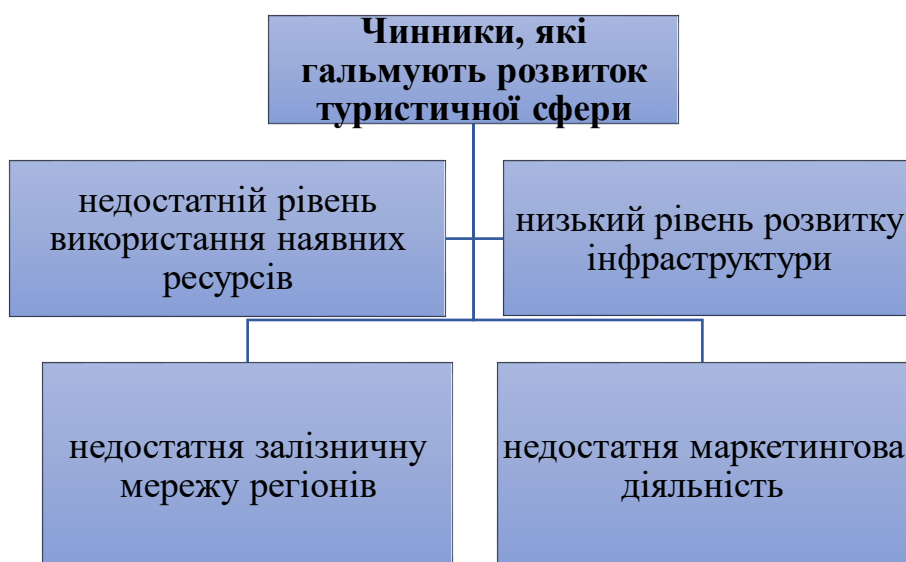 Чинники, які
гальмують розвиток
туристичної сфери
недостатній рівень
використання наявних
ресурсів
низький рівень розвитку
інфраструктури
недостатня залізничну
мережу регіонів
недостатня маркетингова
діяльність